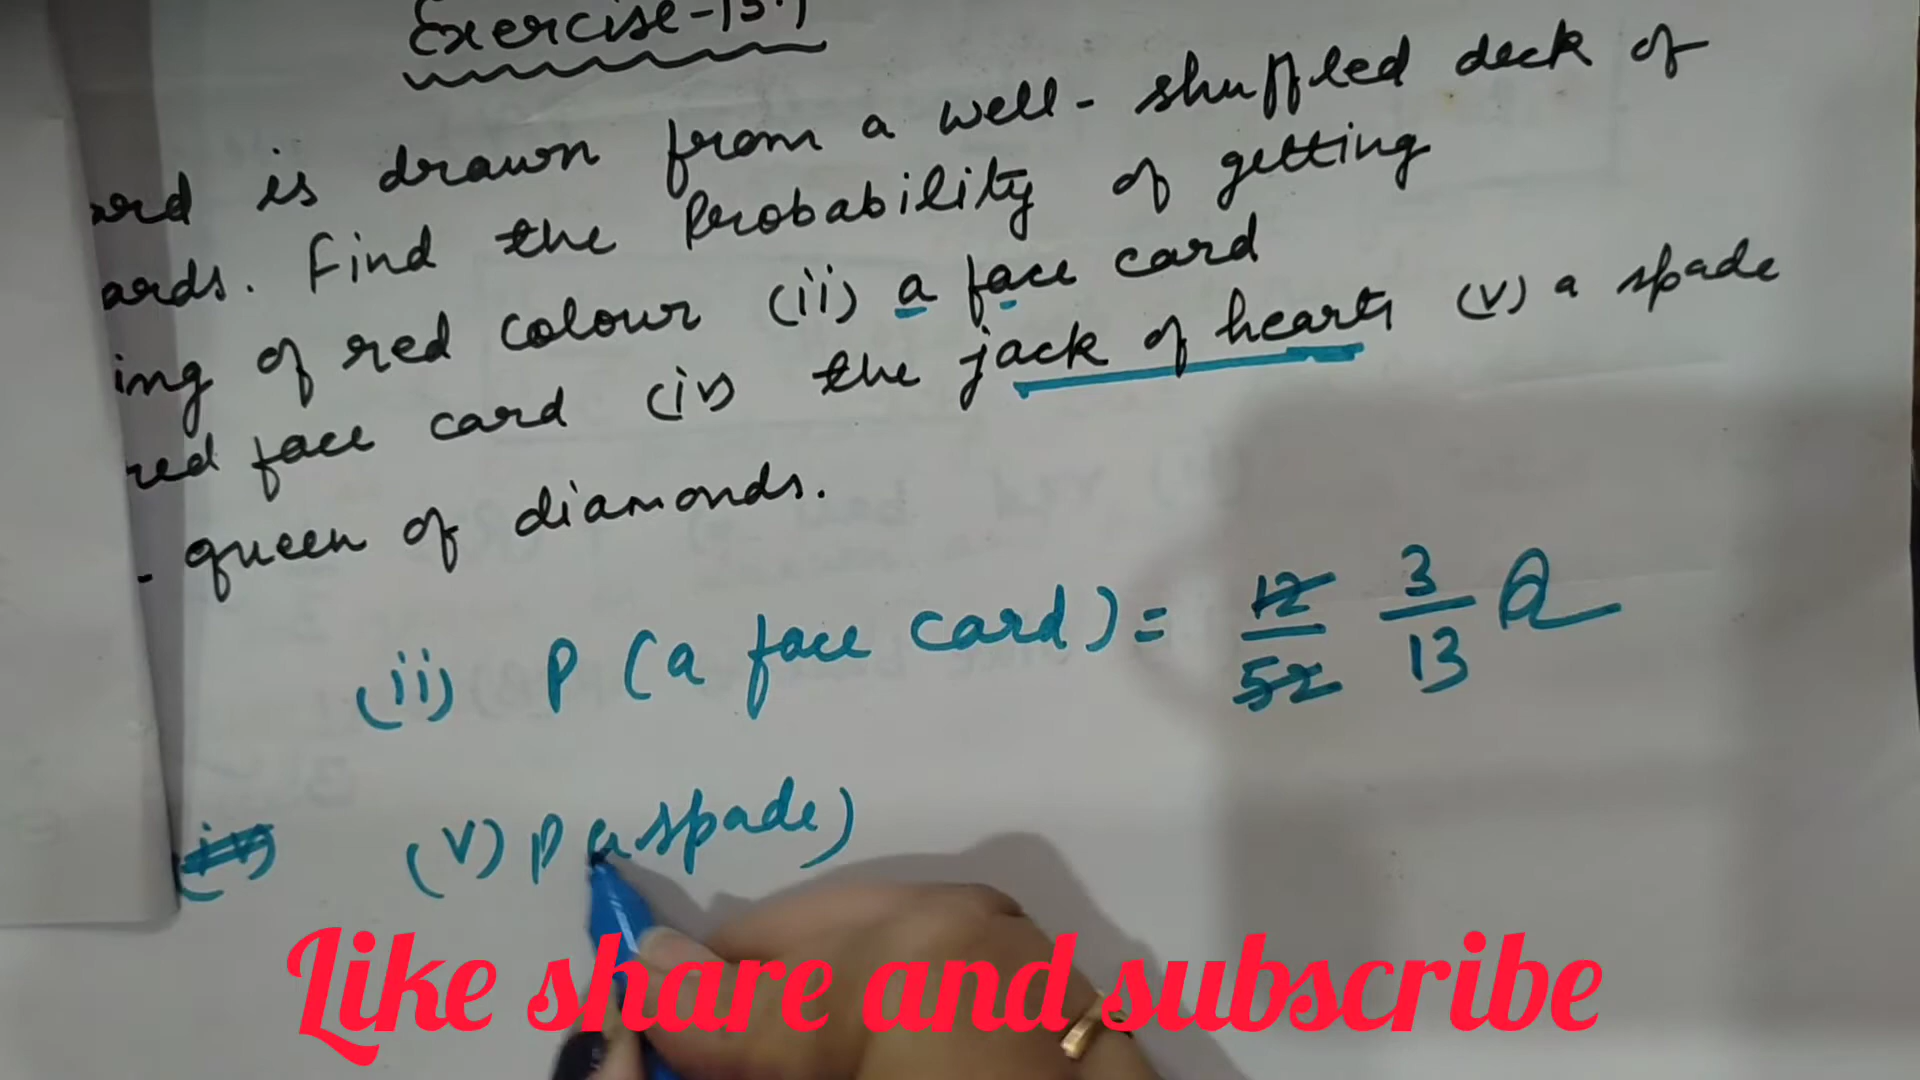 Exercise-15.1
ard is drawn from a well-shuffled deck of
ards. Find the Probability of getting
ing of red colour (ii) a face card
red face card (iv) the jack of hearts (v) a spade
queen of diamonds.
(ii) P (a face card) = 12/52 3/13
(iv) (v) P a spade)
Like share and subscribe